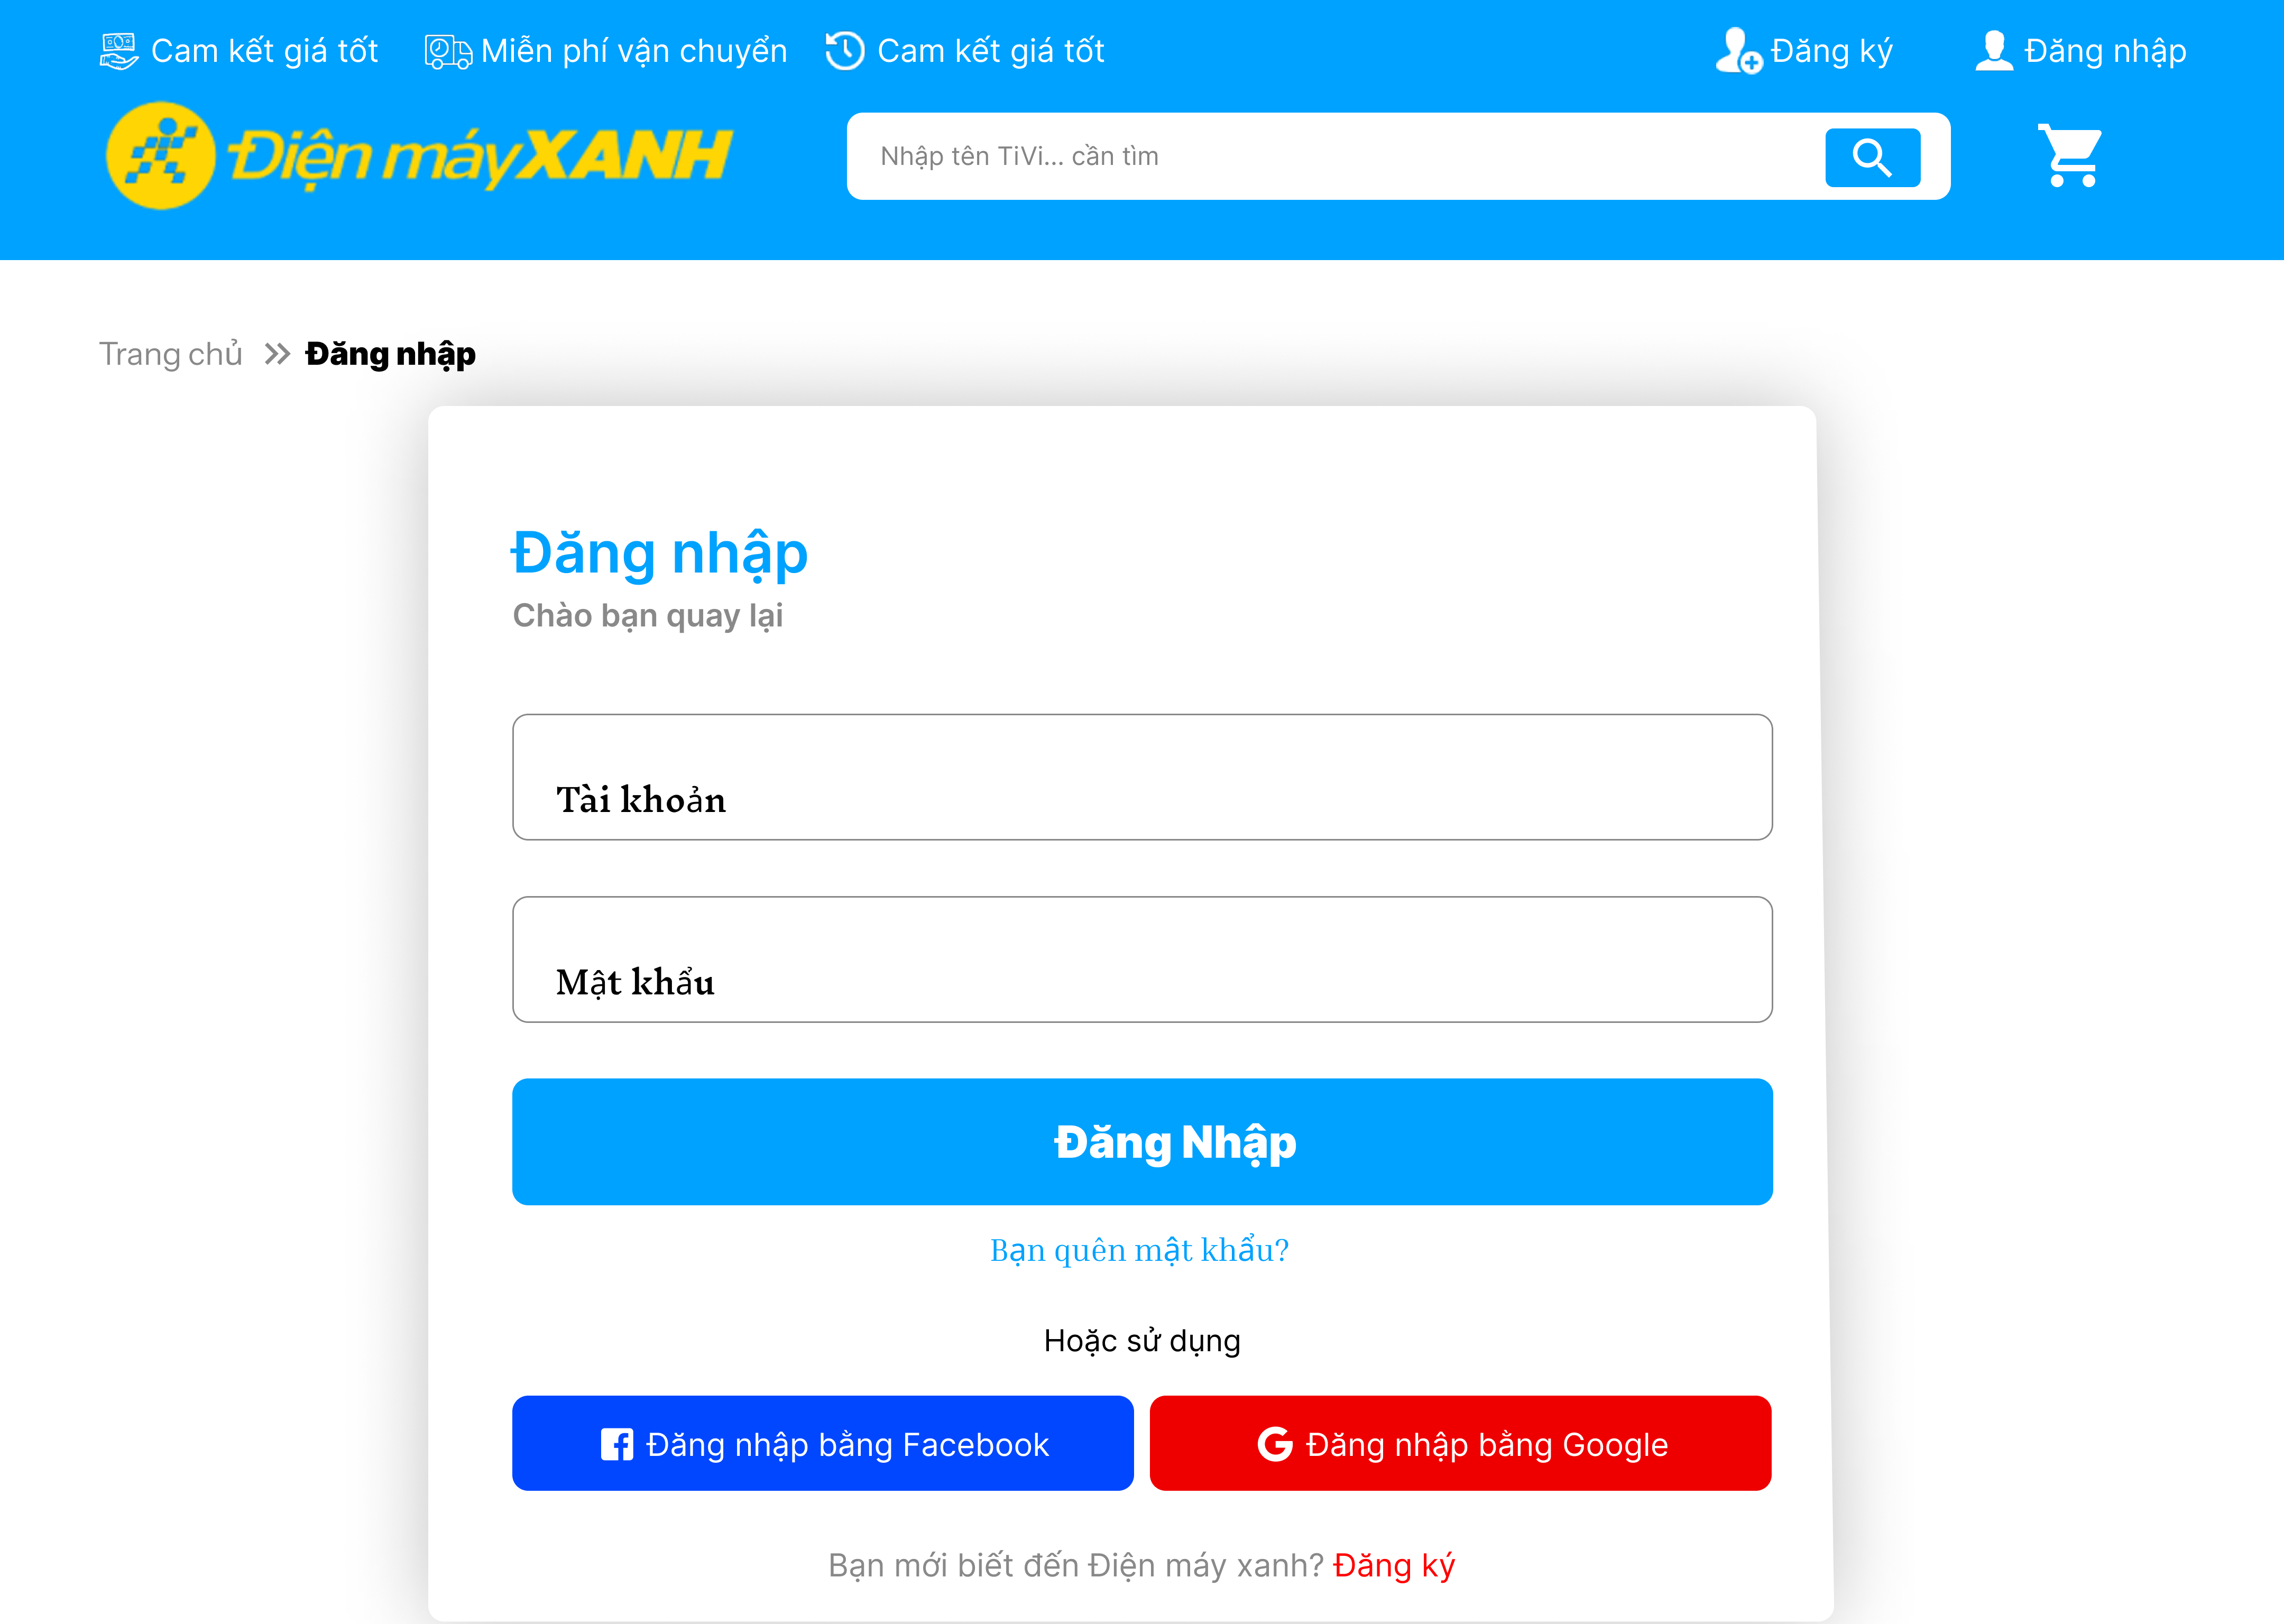 Cam kết giá tốt Miễn phí vận chuyển Cam kết giá tốt Đăng ký Đăng nhập
Điện máyXANH Nhập tên TiVi... cần tìm
Trang chủ » Đăng nhập
Đăng nhập
Chào bạn quay lại
Tài khoản
Mật khẩu
Đăng Nhập
Bạn quên mật khẩu?
Hoặc sử dụng
Đăng nhập bằng Facebook Đăng nhập bằng Google
Bạn mới biết đến Điện máy xanh? Đăng ký